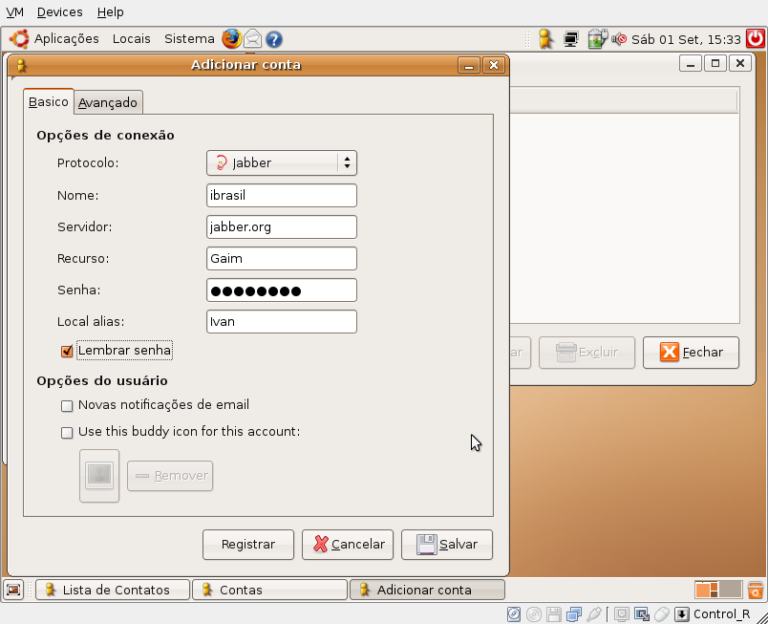 VM Devices Help
Aplicações Locais Sistema Sáb 01 Set, 15:33
Adicionar conta
Basico Avançado
Opções de conexão
Protocolo: Jabber
Nome: ibrasil
Servidor: jabber.org
Recurso: Gaim
Senha: ●●●●●●●●
Local alias: Ivan
Lembrar senha
ar Excluir Fechar
Opções do usuário
Novas notificações de email
Use this buddy icon for this account:
Remover
Registrar Cancelar Salvar
Lista de Contatos Contas Adicionar conta
Control_R